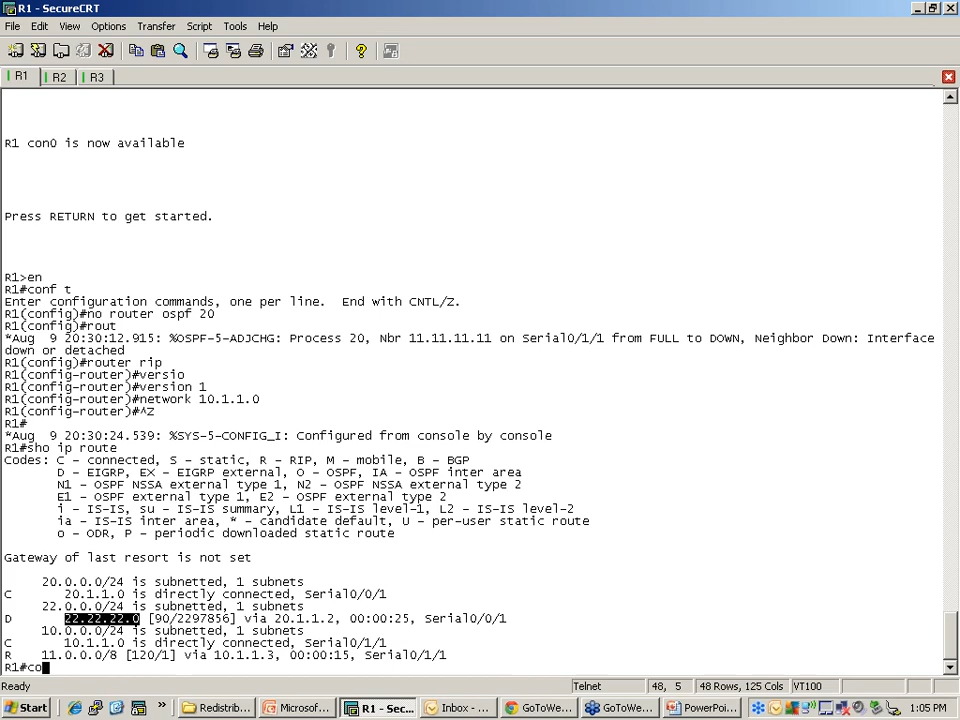 R1 - SecureCRT
File Edit View Options Transfer Script Tools Help
R1 R2 R3
R1 con0 is now available
Press RETURN to get started.
R1>en
R1#conf t
Enter configuration commands, one per line.  End with CNTL/Z.
R1(config)#no router ospf 20
R1(config)#rout
*Aug  9 20:30:12.915: %OSPF-5-ADJCHG: Process 20, Nbr 11.11.11.11 on Serial0/1/1 from FULL to DOWN, Neighbor Down: Interface
down or detached
R1(config)#router rip
R1(config-router)#versio
R1(config-router)#version 1
R1(config-router)#network 10.1.1.0
R1(config-router)#^Z
R1#
*Aug  9 20:30:24.539: %SYS-5-CONFIG_I: Configured from console by console
R1#sho ip route
Codes: C - connected, S - static, R - RIP, M - mobile, B - BGP
D - EIGRP, EX - EIGRP external, O - OSPF, IA - OSPF inter area
N1 - OSPF NSSA external type 1, N2 - OSPF NSSA external type 2
E1 - OSPF external type 1, E2 - OSPF external type 2
i - IS-IS, su - IS-IS summary, L1 - IS-IS level-1, L2 - IS-IS level-2
ia - IS-IS inter area, * - candidate default, U - per-user static route
o - ODR, P - periodic downloaded static route
Gateway of last resort is not set
20.0.0.0/24 is subnetted, 1 subnets
C 20.1.1.0 is directly connected, Serial0/0/1
22.0.0.0/24 is subnetted, 1 subnets
D 22.22.22.0 [90/2297856] via 20.1.1.2, 00:00:25, Serial0/0/1
10.0.0.0/24 is subnetted, 1 subnets
C 10.1.1.0 is directly connected, Serial0/1/1
R 11.0.0.0/8 [120/1] via 10.1.1.3, 00:00:15, Serial0/1/1
R1#co
Ready Telnet 48, 5 48 Rows, 125 Cols VT100
Start » Redistrib... Microsof... R1 - Sec... Inbox - ... GoToWe... GoToWe... PowerPoi... 1:05 PM